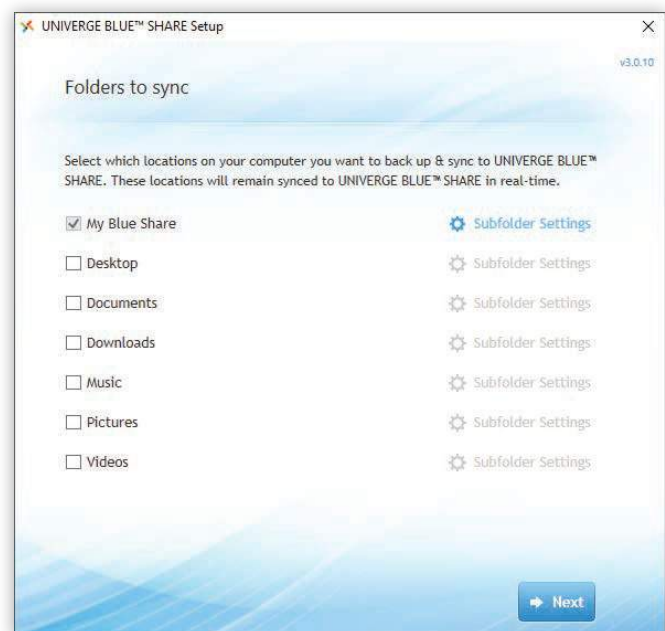 UNIVERGE BLUE™ SHARE Setup
v3.0.10
Folders to sync
Select which locations on your computer you want to back up & sync to UNIVERGE BLUE™
SHARE. These locations will remain synced to UNIVERGE BLUE™ SHARE in real-time.
My Blue Share Subfolder Settings
Desktop Subfolder Settings
Documents Subfolder Settings
Downloads Subfolder Settings
Music Subfolder Settings
Pictures Subfolder Settings
Videos Subfolder Settings
Next